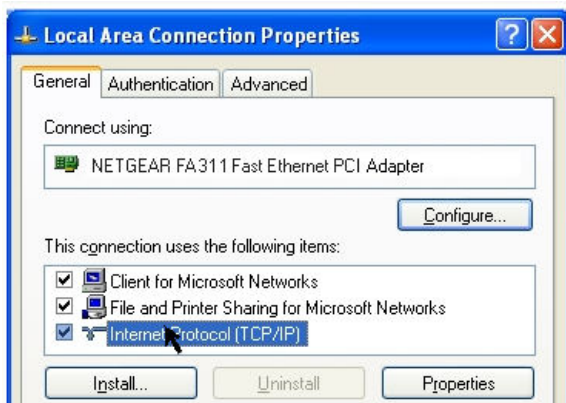 Local Area Connection Properties
General Authentication Advanced
Connect using:
NETGEAR FA311 Fast Ethernet PCI Adapter
Configure...
This connection uses the following items:
Client for Microsoft Networks
File and Printer Sharing for Microsoft Networks
Internet Protocol (TCP/IP)
Install... Uninstall Properties